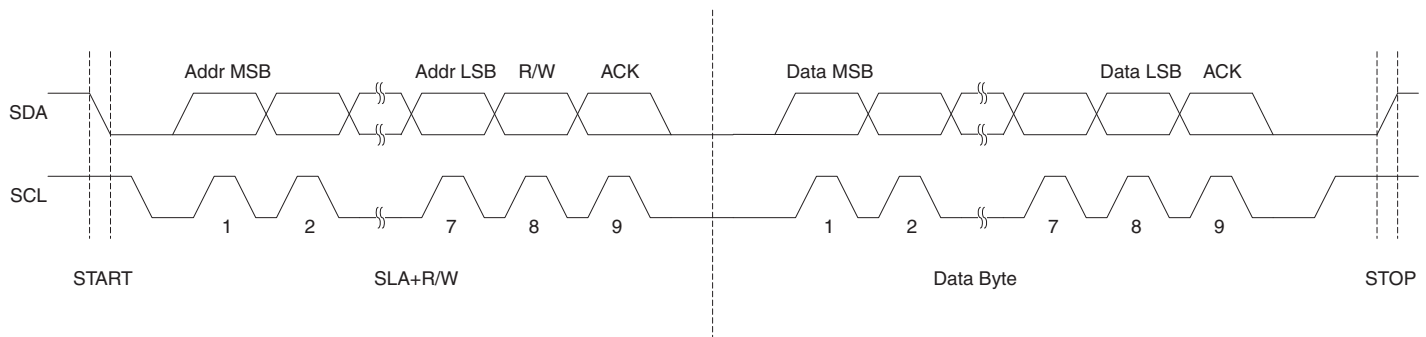 Addr MSB Addr LSB R/W ACK Data MSB Data LSB ACK
SDA
SCL
1 2 7 8 9 1 2 7 8 9
START SLA+R/W Data Byte STOP